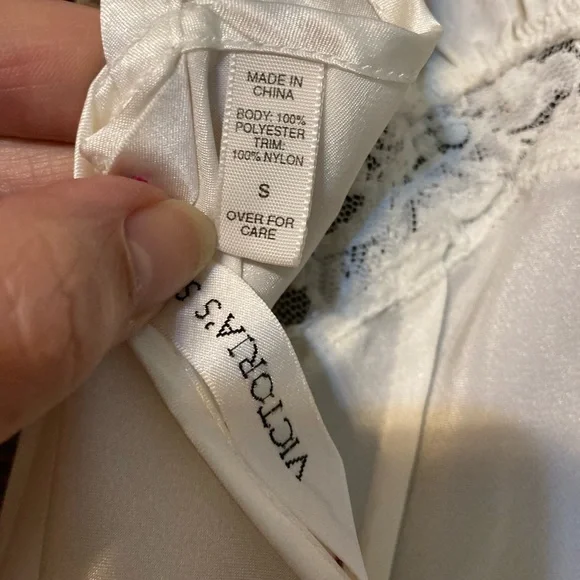 MADE IN
CHINA
BODY: 100%
POLYESTER
TRIM:
100% NYLON
S
OVER FOR
CARE
VICTORIA'S S